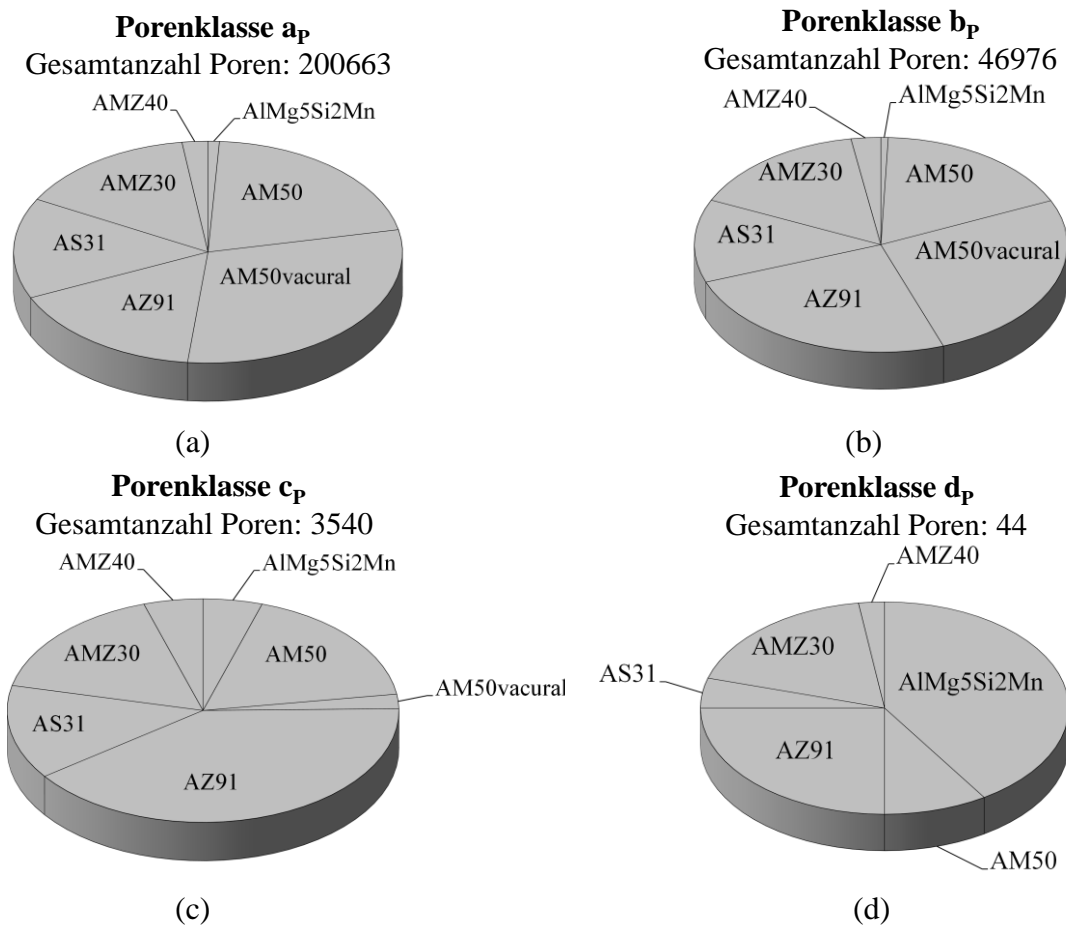 Porenklasse aP
Gesamtanzahl Poren: 200663
AMZ40
AlMg5Si2Mn
AMZ30
AM50
AS31
AM50vacural
AZ91
(a)
Porenklasse bP
Gesamtanzahl Poren: 46976
AMZ40
AlMg5Si2Mn
AMZ30
AM50
AS31
AM50vacural
AZ91
(b)
Porenklasse cP
Gesamtanzahl Poren: 3540
AMZ40
AlMg5Si2Mn
AMZ30
AM50
AM50vacural
AS31
AZ91
(c)
Porenklasse dP
Gesamtanzahl Poren: 44
AMZ40
AMZ30
AS31
AlMg5Si2Mn
AZ91
AM50
(d)